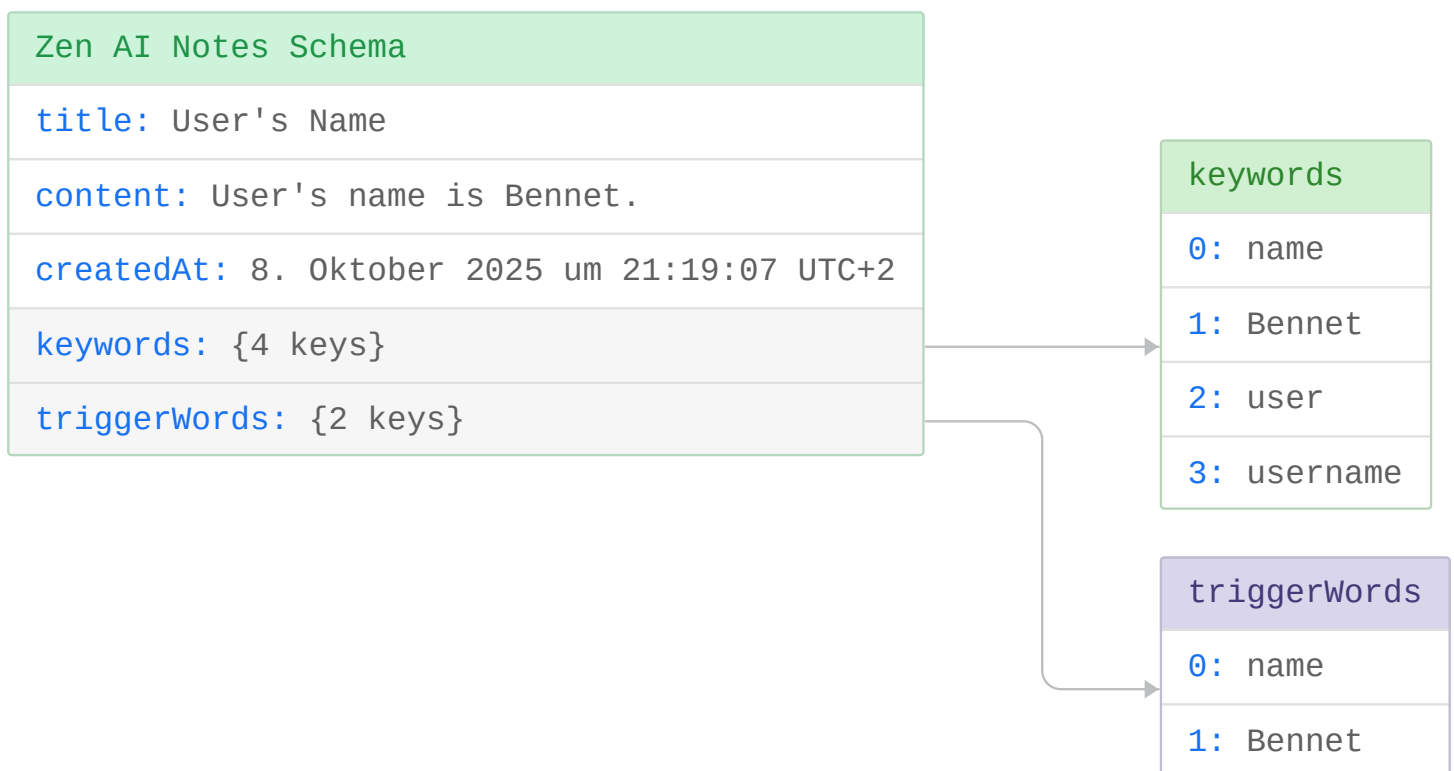 Zen AI Notes Schema
title: User's Name
content: User's name is Bennet.
createdAt: 8. Oktober 2025 um 21:19:07 UTC+2
keywords: {4 keys}
triggerWords: {2 keys}
keywords
0: name
1: Bennet
2: user
3: username
triggerWords
0: name
1: Bennet